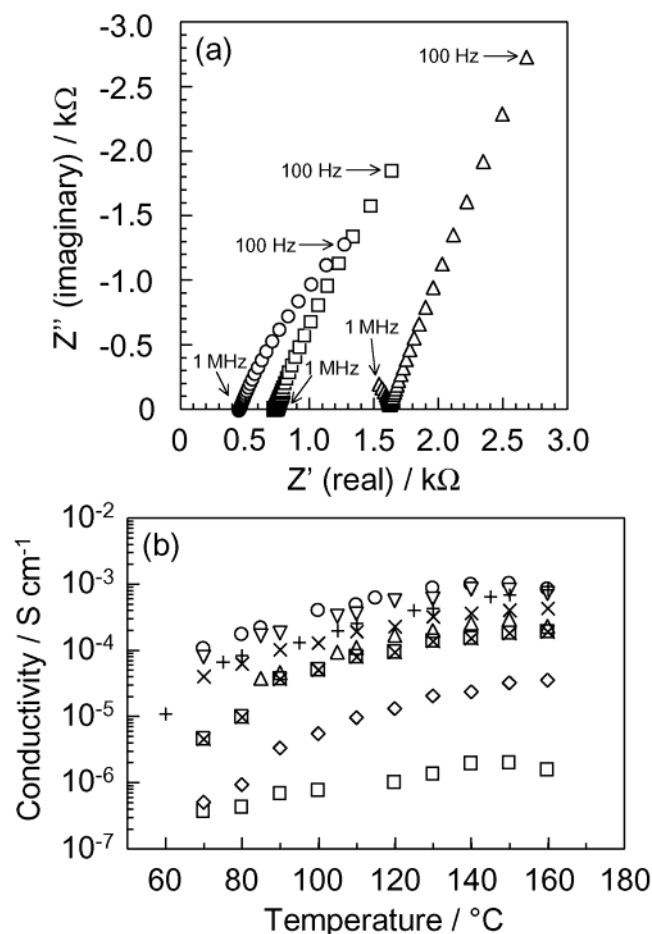 (a)
-3.0
-2.5
-2.0
-1.5
-1.0
-0.5
0
Z" (imaginary) / kΩ
100 Hz
100 Hz
100 Hz
1 MHz
1 MHz
1 MHz
0 0.5 1.0 1.5 2.0 2.5 3.0
Z' (real) / kΩ
(b)
10⁻²
10⁻³
10⁻⁴
10⁻⁵
10⁻⁶
10⁻⁷
Conductivity / S cm⁻¹
60 80 100 120 140 160 180
Temperature / °C